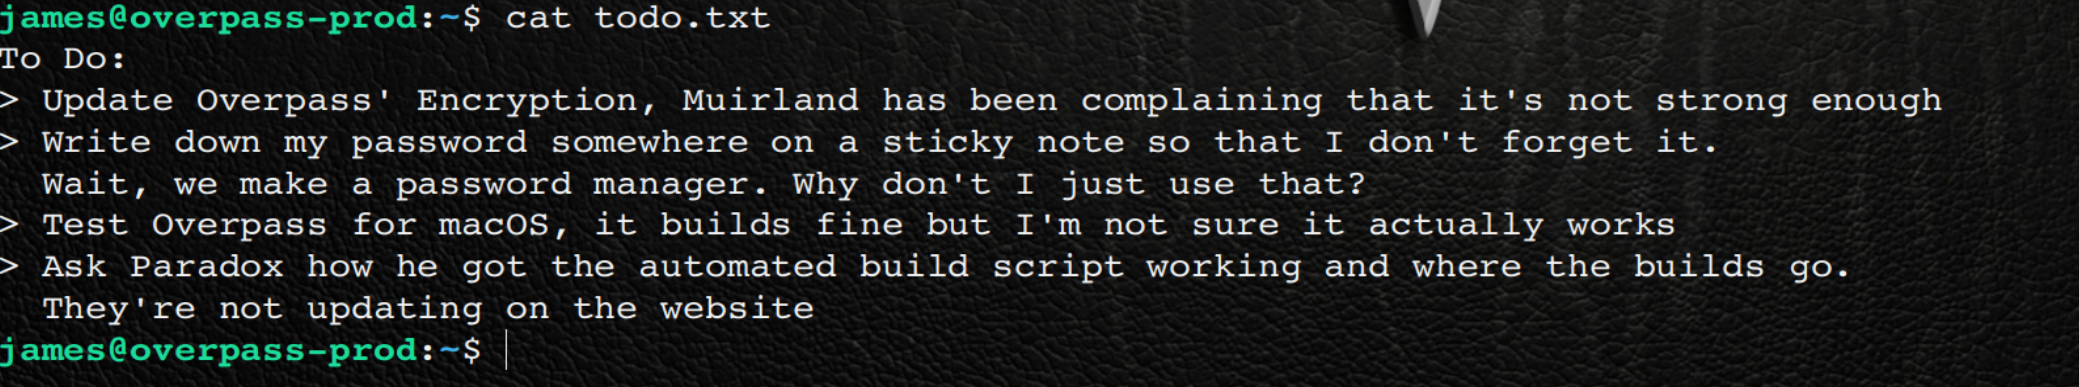 james@overpass-prod:~$ cat todo.txt
To Do:
> Update Overpass' Encryption, Muirland has been complaining that it's not strong enough
> Write down my password somewhere on a sticky note so that I don't forget it.
  Wait, we make a password manager. Why don't I just use that?
> Test Overpass for macOS, it builds fine but I'm not sure it actually works
> Ask Paradox how he got the automated build script working and where the builds go.
  They're not updating on the website
james@overpass-prod:~$